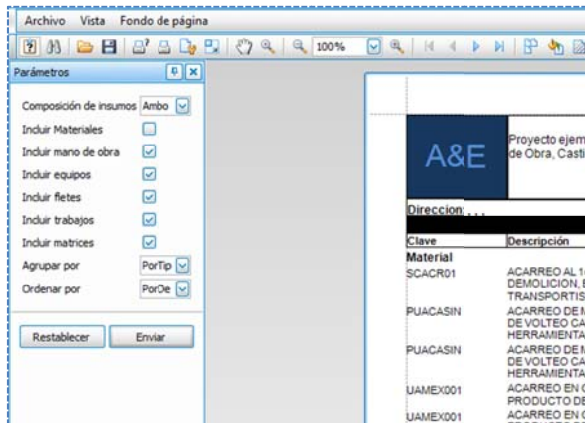 Archivo Vista Fondo de página
100%
Parámetros
Composición de insumos Ambo
Incluir Materiales
Incluir mano de obra
Incluir equipos
Incluir fletes
Incluir trabajos
Incluir matrices
Agrupar por PorTip
Ordenar por PorDe
Restablecer Enviar
A&E
Proyecto ejem
de Obra, Casti
Direccion: , , ,
Clave Descripción
Material
SCACR01 ACARREO AL 1
DEMOLICION, E
TRANSPORTIS
PUACASIN ACARREO DE M
DE VOLTEO CA
HERRAMIENTA
PUACASIN ACARREO DE M
DE VOLTEO CA
HERRAMIENTA
UAMEX001 ACARREO EN C
PRODUCTO DE
UAMEX001 ACARREO EN C